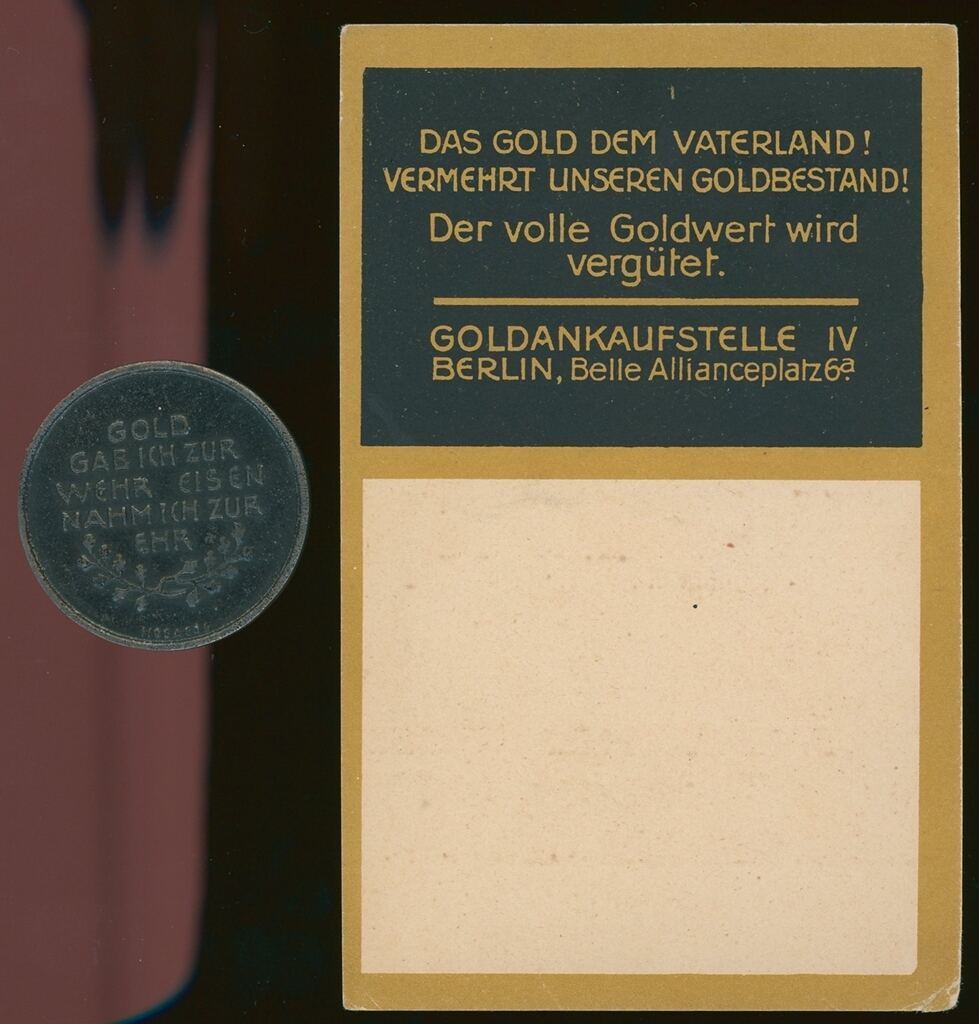 GOLD
GAB ICH ZUR
WEHR EISEN
NAHM ICH ZUR
EHR
DAS GOLD DEM VATERLAND!
VERMEHRT UNSEREN GOLDBESTAND!
Der volle Goldwert wird
vergütet.
GOLDANKAUFSTELLE IV
BERLIN, Belle Allianceplatz 6a.